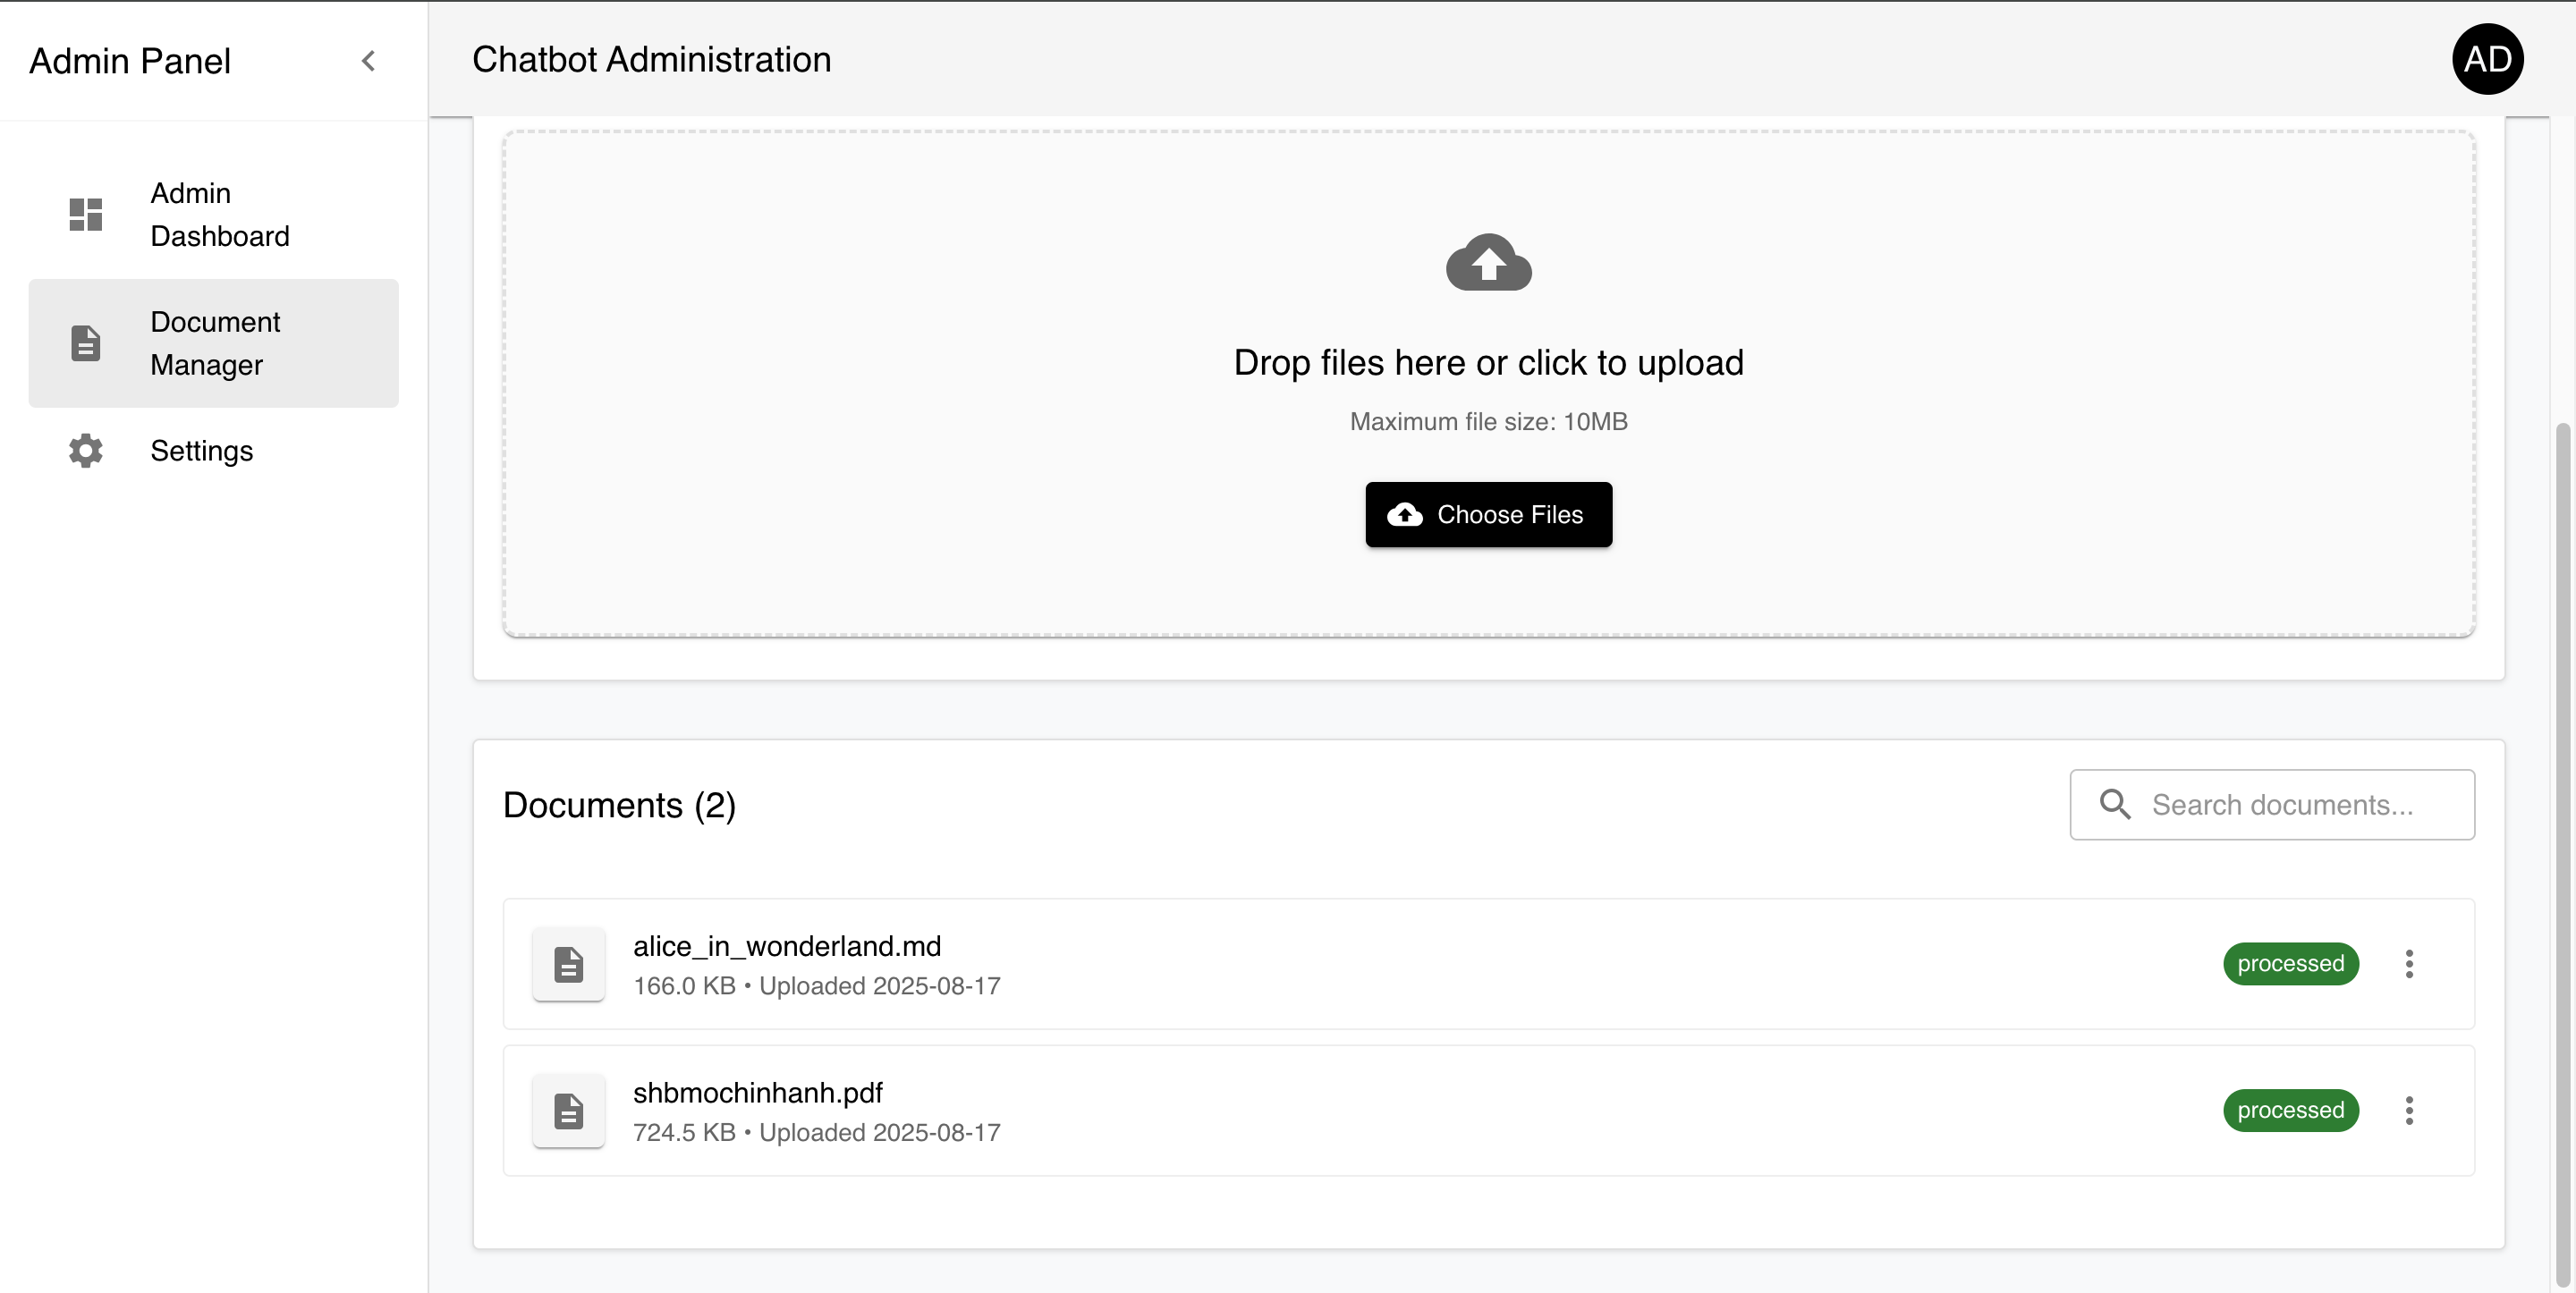 Admin Panel
Chatbot Administration
AD
Admin
Dashboard
Document
Manager
Settings
Drop files here or click to upload
Maximum file size: 10MB
Choose Files
Documents (2)
Search documents...
alice_in_wonderland.md
166.0 KB • Uploaded 2025-08-17
processed
shbmochinhanh.pdf
724.5 KB • Uploaded 2025-08-17
processed